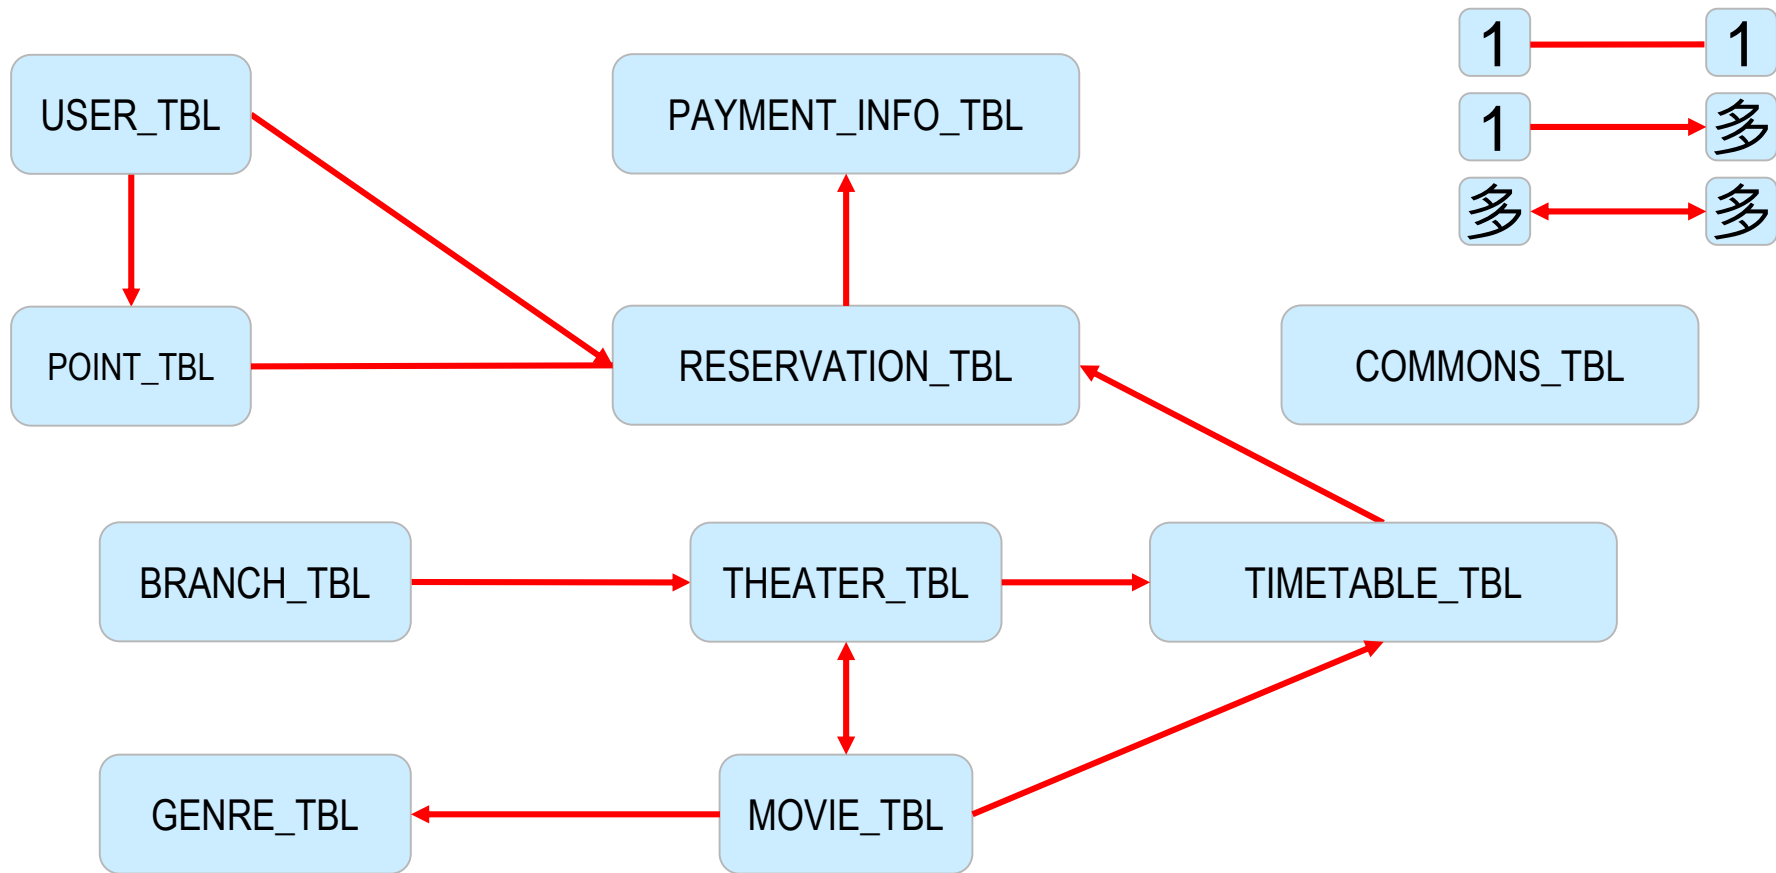 1 1
1 多
多 多
USER_TBL PAYMENT_INFO_TBL
POINT_TBL RESERVATION_TBL COMMONS_TBL
BRANCH_TBL THEATER_TBL TIMETABLE_TBL
GENRE_TBL MOVIE_TBL